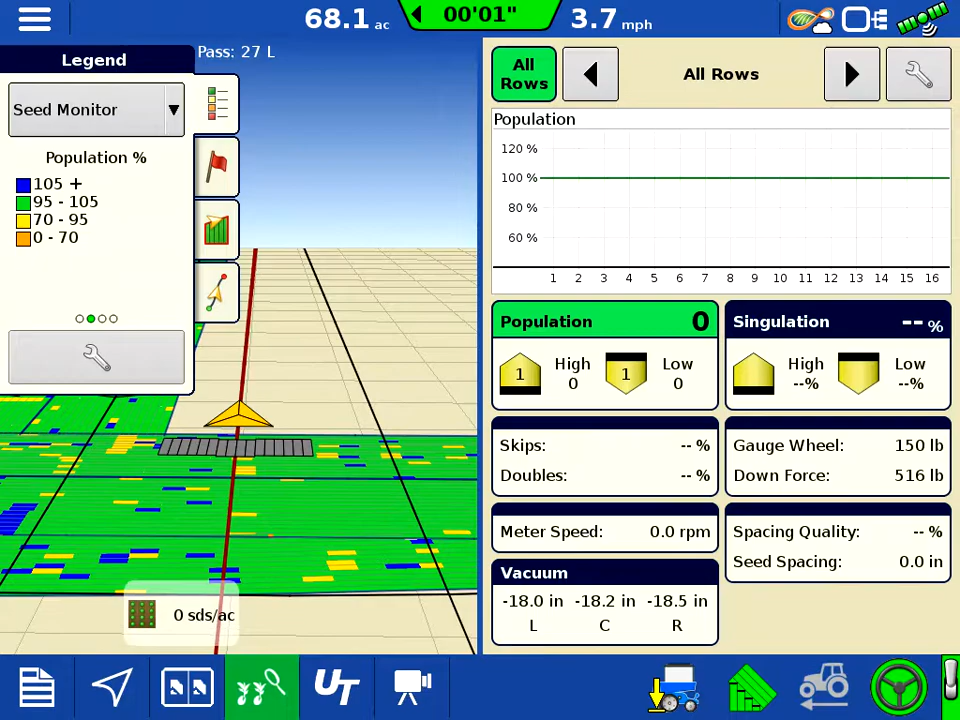 68.1 ac
00'01"
3.7 mph
Legend
Pass: 27 L
Seed Monitor
Population %
105 +
95 - 105
70 - 95
0 - 70
0 sds/ac
All Rows
All Rows
Population
120 %
100 %
80 %
60 %
1 2 3 4 5 6 7 8 9 10 11 12 13 14 15 16
Population 0
1 High 0 1 Low 0
Singulation --%
High --% Low --%
Skips: -- %
Doubles: -- %
Gauge Wheel: 150 lb
Down Force: 516 lb
Meter Speed: 0.0 rpm
Spacing Quality: -- %
Seed Spacing: 0.0 in
Vacuum
-18.0 in -18.2 in -18.5 in
L C R
UT